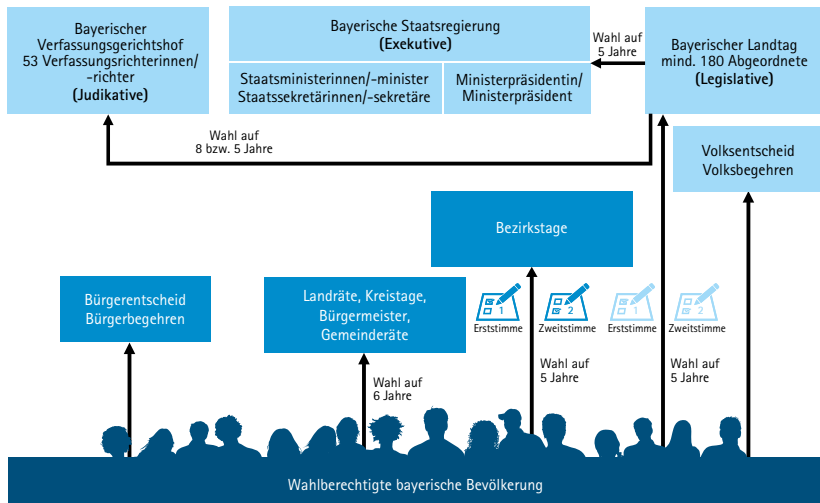 Bayerischer
Verfassungsgerichtshof
53 Verfassungsrichterinnen/
-richter
(Judikative)
Bayerische Staatsregierung
(Exekutive)
Staatsministerinnen/-minister
Staatssekretärinnen/-sekretäre
Ministerpräsidentin/
Ministerpräsident
Wahl auf
5 Jahre
Bayerischer Landtag
mind. 180 Abgeordnete
(Legislative)
Wahl auf
8 bzw. 5 Jahre
Volksentscheid
Volksbegehren
Bezirkstage
Bürgerentscheid
Bürgerbegehren
Landräte, Kreistage,
Bürgermeister,
Gemeinderäte
1
Erststimme
2
Zweitstimme
1
Erststimme
2
Zweitstimme
Wahl auf
6 Jahre
Wahl auf
5 Jahre
Wahl auf
5 Jahre
Wahlberechtigte bayerische Bevölkerung